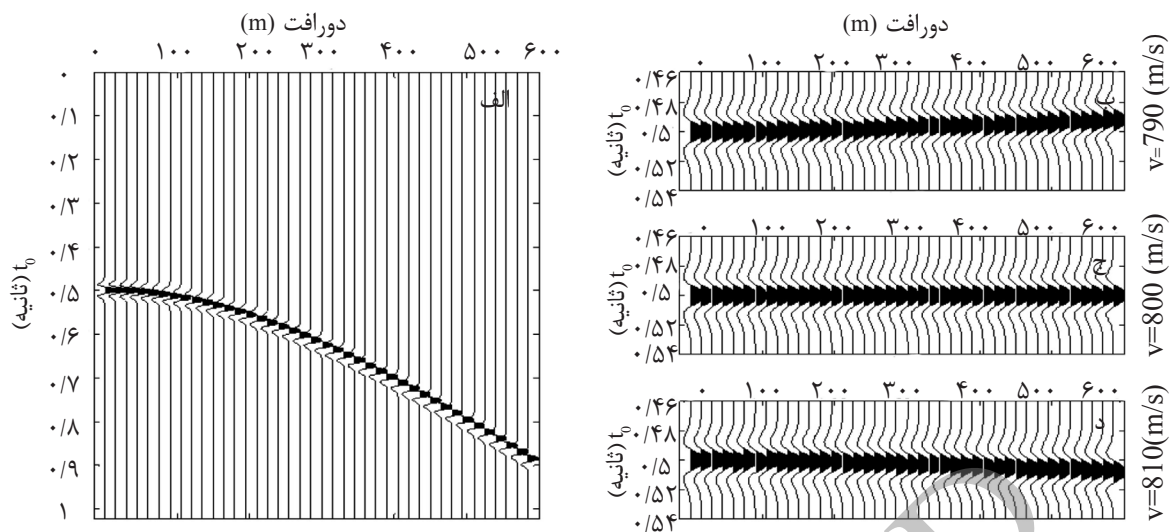 دورافت (m)
۰ ۱۰۰ ۲۰۰ ۳۰۰ ۴۰۰ ۵۰۰ ۶۰۰
الف
۰
۰/۱
۰/۲
۰/۳
۰/۴
۰/۵
۰/۶
۰/۷
۰/۸
۰/۹
۱
t₀(ثانیه)
دورافت (m)
۰ ۱۰۰ ۲۰۰ ۳۰۰ ۴۰۰ ۵۰۰ ۶۰۰
ب
۰/۴۶
۰/۴۸
۰/۵
۰/۵۲
۰/۵۴
t₀(ثانیه)
v=790 (m/s)
۰ ۱۰۰ ۲۰۰ ۳۰۰ ۴۰۰ ۵۰۰ ۶۰۰
ج
۰/۴۶
۰/۴۸
۰/۵
۰/۵۲
۰/۵۴
t₀(ثانیه)
v=800 (m/s)
۰ ۱۰۰ ۲۰۰ ۳۰۰ ۴۰۰ ۵۰۰ ۶۰۰
د
۰/۴۶
۰/۴۸
۰/۵
۰/۵۲
۰/۵۴
t₀(ثانیه)
v=810(m/s)